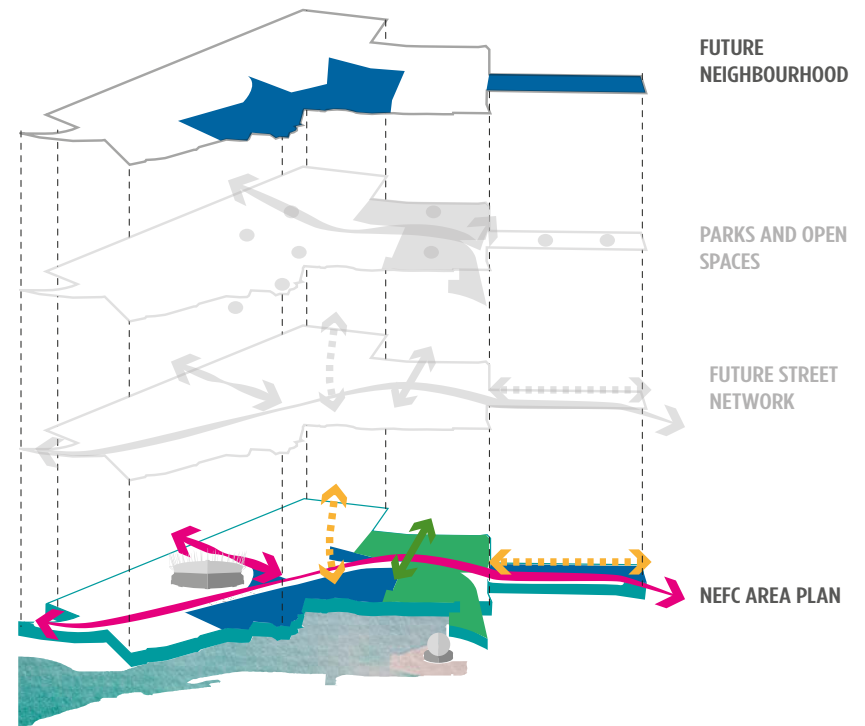 FUTURE
NEIGHBOURHOOD
PARKS AND OPEN
SPACES
FUTURE STREET
NETWORK
NEFC AREA PLAN